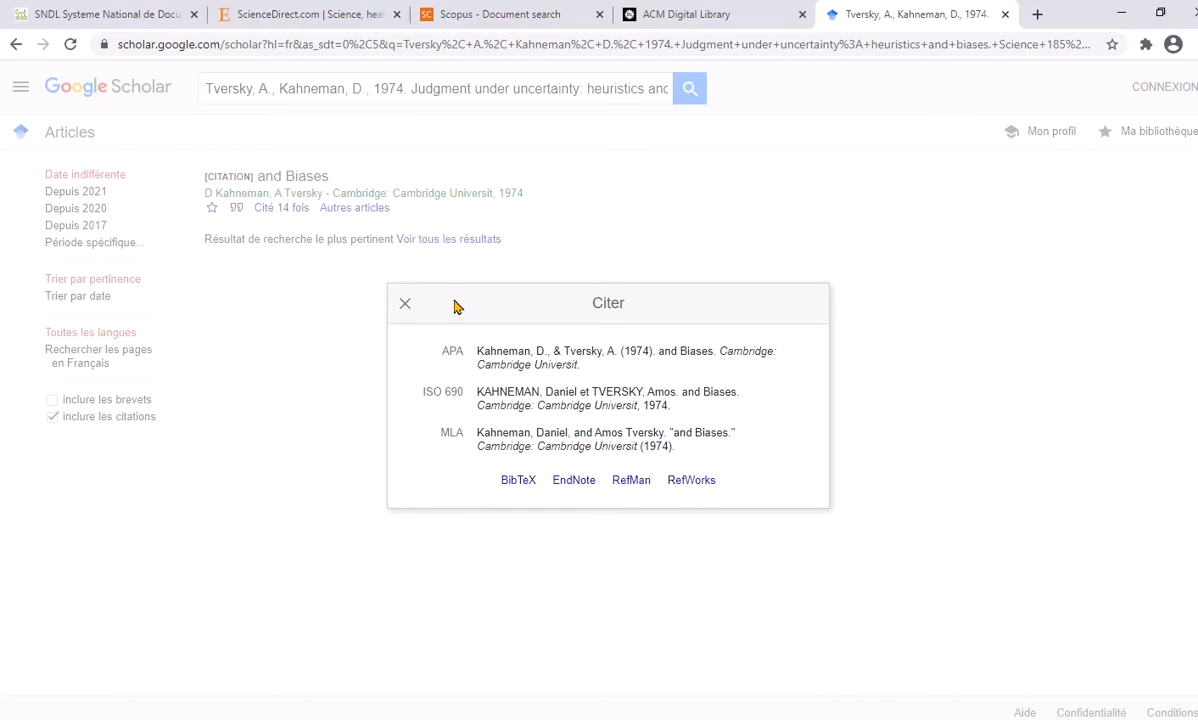 SNDL Systeme National de Docu
ScienceDirect.com | Science, heal
Scopus - Document search
ACM Digital Library
Tversky, A., Kahneman, D., 1974.
scholar.google.com/scholar?hl=fr&as_sdt=0%2C5&q=Tversky%2C+A.%2C+Kahneman%2C+D.%2C+1974.+Judgment+under+uncertainty%3A+heuristics+and+biases.+Science+185%2...
Google Scholar
Tversky, A., Kahneman, D., 1974. Judgment under uncertainty: heuristics anc
CONNEXION
Articles
Mon profil
Ma bibliothèque
Date indifférente
Depuis 2021
Depuis 2020
Depuis 2017
Période spécifique...
Trier par pertinence
Trier par date
Toutes les langues
Rechercher les pages
en Français
inclure les brevets
inclure les citations
[CITATION] and Biases
D Kahneman, A Tversky - Cambridge: Cambridge Universit, 1974
Cité 14 fois Autres articles
Résultat de recherche le plus pertinent Voir tous les résultats
Citer
APA Kahneman, D., & Tversky, A. (1974). and Biases. Cambridge:
Cambridge Universit.
ISO 690 KAHNEMAN, Daniel et TVERSKY, Amos. and Biases.
Cambridge: Cambridge Universit, 1974.
MLA Kahneman, Daniel, and Amos Tversky. "and Biases."
Cambridge: Cambridge Universit (1974).
BibTeX EndNote RefMan RefWorks
Aide Confidentialité Conditions